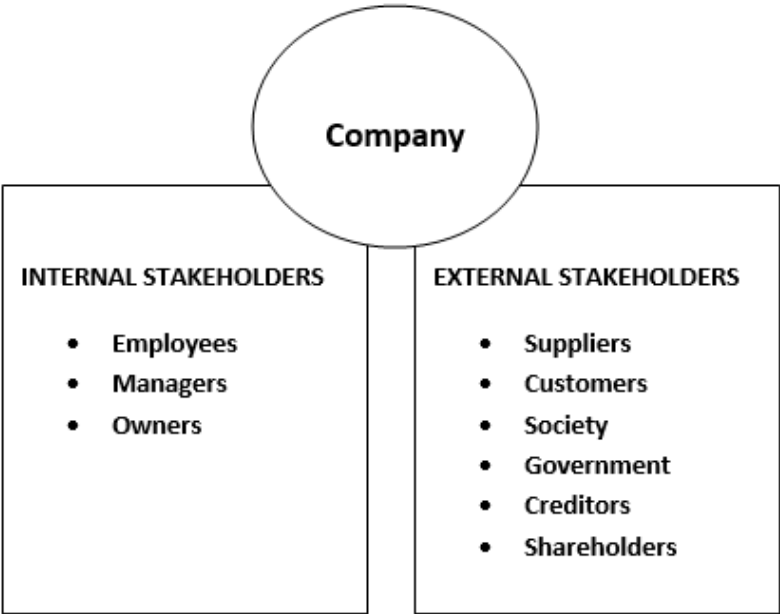 Company
INTERNAL STAKEHOLDERS
• Employees
• Managers
• Owners
EXTERNAL STAKEHOLDERS
• Suppliers
• Customers
• Society
• Government
• Creditors
• Shareholders